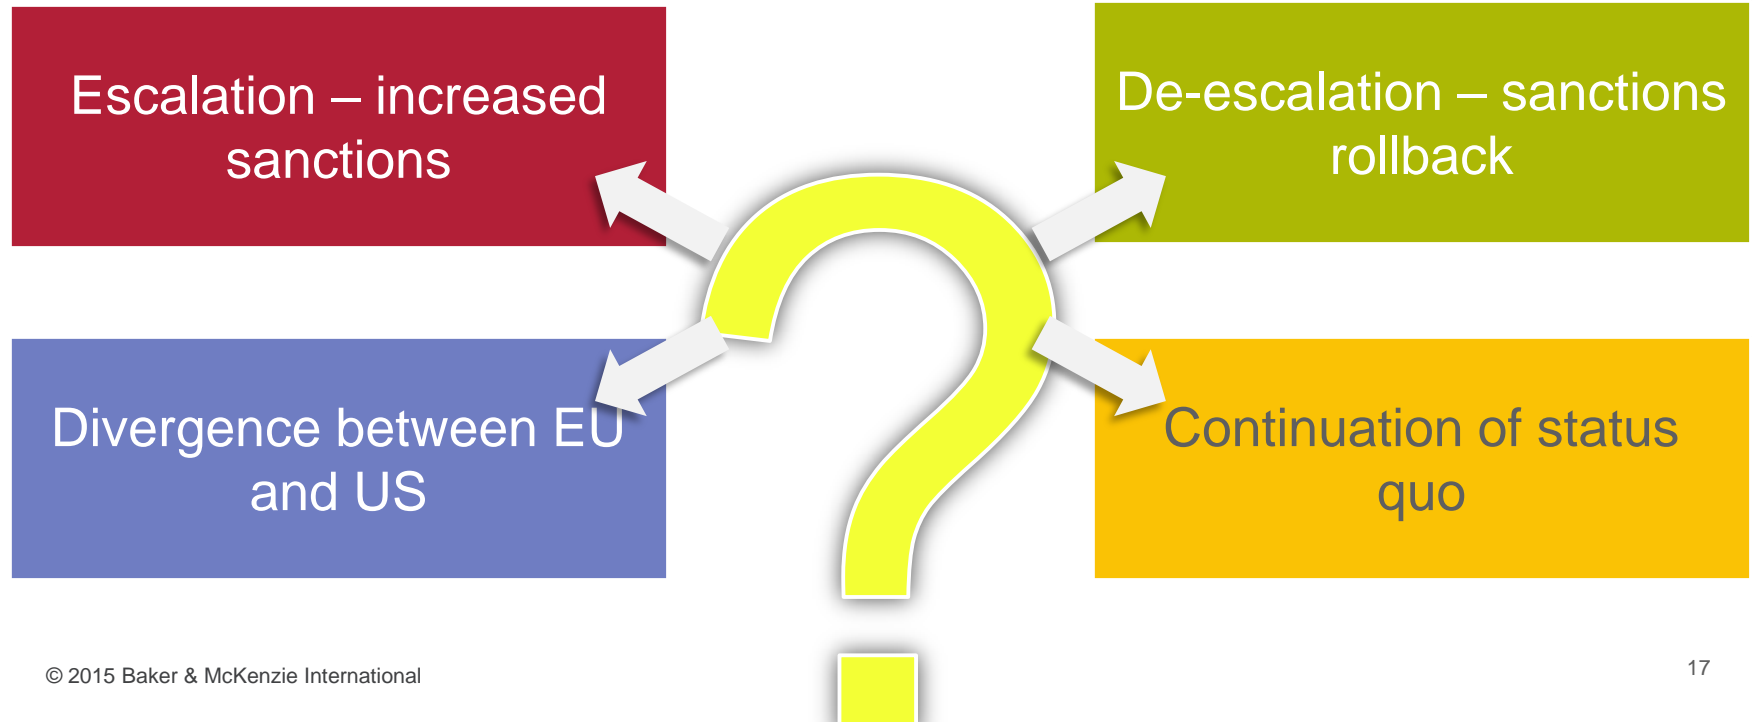 Escalation – increased
sanctions
De-escalation – sanctions
rollback
Divergence between EU
and US
Continuation of status
quo
© 2015 Baker & McKenzie International
17